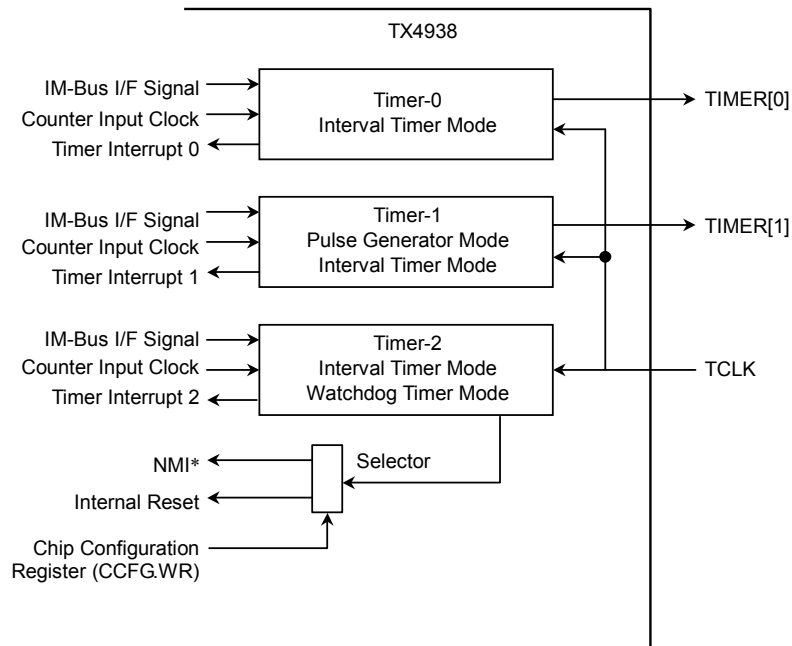 TX4938
IM-Bus I/F Signal
Counter Input Clock
Timer Interrupt 0
Timer-0
Interval Timer Mode
TIMER[0]
IM-Bus I/F Signal
Counter Input Clock
Timer Interrupt 1
Timer-1
Pulse Generator Mode
Interval Timer Mode
TIMER[1]
IM-Bus I/F Signal
Counter Input Clock
Timer Interrupt 2
Timer-2
Interval Timer Mode
Watchdog Timer Mode
TCLK
NMI*
Selector
Internal Reset
Chip Configuration
Register (CCFG.WR)